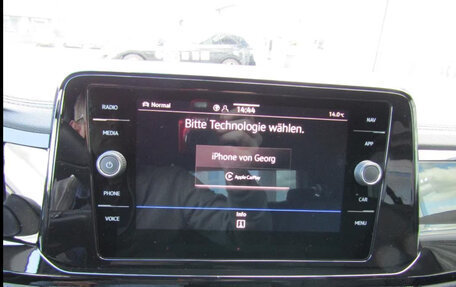 RADIO
MEDIA
PHONE
VOICE
Normal
14:44
14.0°C
Bitte Technologie wählen.
iPhone von Georg
Apple CarPlay
Info
NAV
APP
CAR
MENU